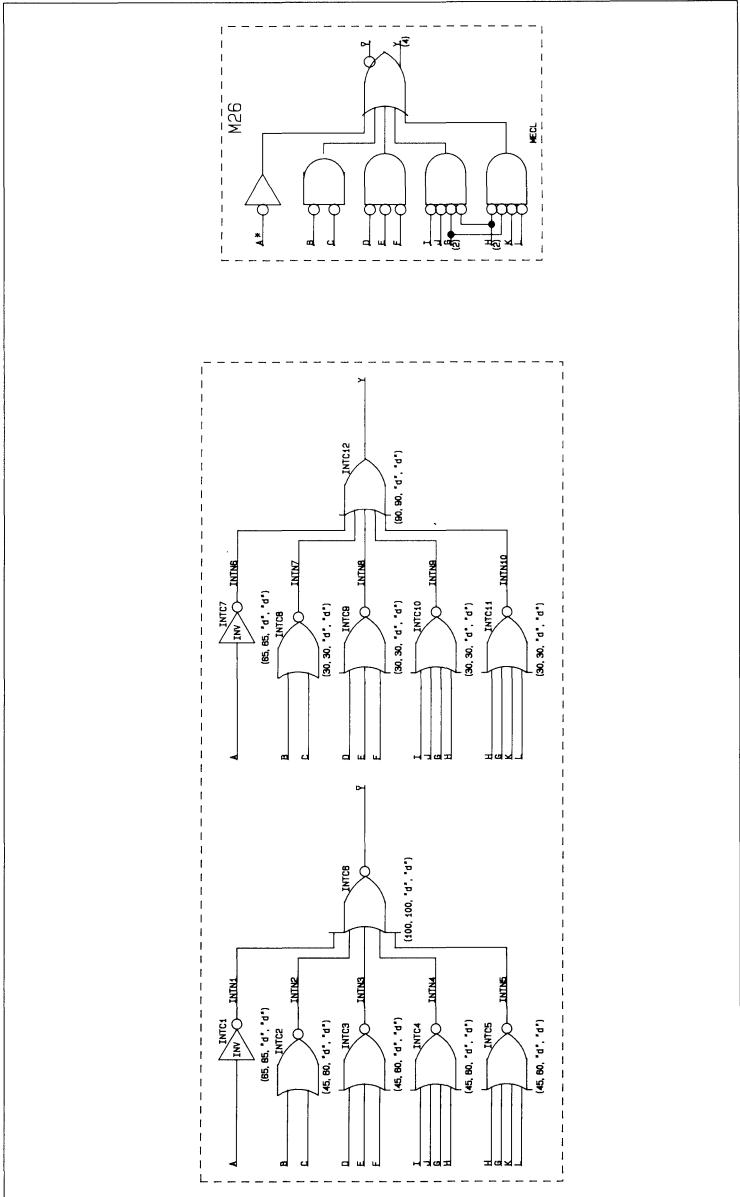 M26
A*
B
C
D
E
F
I
J
G
(2)
H
(2)
K
L
Y
Y
(4)
MECL
A
INTC7
INV
(65, 65, "d", "d")
INTN6
B
C
INTC8
(30, 30, "d", "d")
INTN7
D
E
F
INTC9
(30, 30, "d", "d")
INTN8
I
J
G
H
INTC10
(30, 30, "d", "d")
INTN9
H
G
K
L
INTC11
(30, 30, "d", "d")
INTN10
INTC12
(90, 90, "d", "d")
Y
A
INTC1
INV
(65, 65, "d", "d")
INTN1
B
C
INTC2
(45, 60, "d", "d")
INTN2
D
E
F
INTC3
(45, 60, "d", "d")
INTN3
I
J
G
H
INTC4
(45, 60, "d", "d")
INTN4
H
G
K
L
INTC5
(45, 60, "d", "d")
INTN5
INTC6
(100, 100, "d", "d")
Y